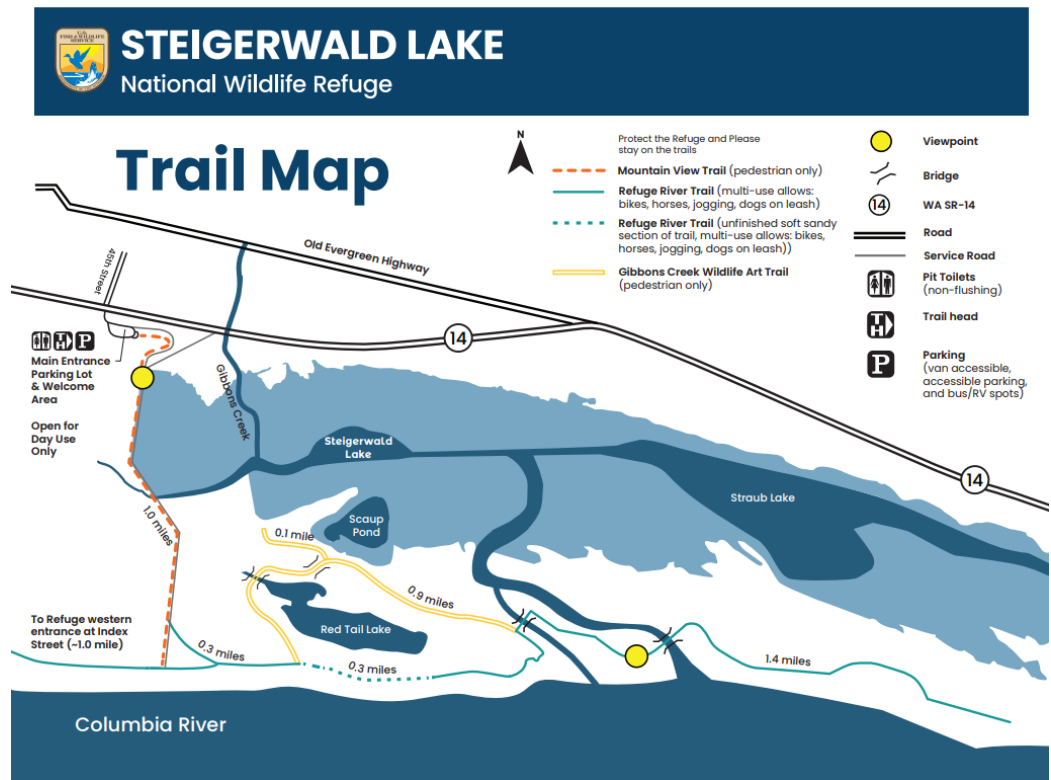 U.S.
FISH & WILDLIFE
SERVICE
STEIGERWALD LAKE
National Wildlife Refuge
Trail Map
N
Protect the Refuge and Please
stay on the trails
Mountain View Trail (pedestrian only)
Refuge River Trail (multi-use allows:
bikes, horses, jogging, dogs on leash)
Refuge River Trail (unfinished soft sandy
section of trail, multi-use allows: bikes,
horses, jogging, dogs on leash))
Gibbons Creek Wildlife Art Trail
(pedestrian only)
Viewpoint
Bridge
14
WA SR-14
Road
Service Road
Pit Toilets
(non-flushing)
TH
Trail head
P
Parking
(van accessible,
accessible parking,
and bus/RV spots)
45th Street
Old Evergreen Highway
14
TH
P
Main Entrance
Parking Lot
& Welcome
Area
Open for
Day Use
Only
Gibbons Creek
Steigerwald
Lake
14
Straub Lake
1.0 miles
Scaup
Pond
0.1 mile
0.9 miles
To Refuge western
entrance at Index
Street (~1.0 mile)
Red Tail Lake
0.3 miles
0.3 miles
1.4 miles
Columbia River